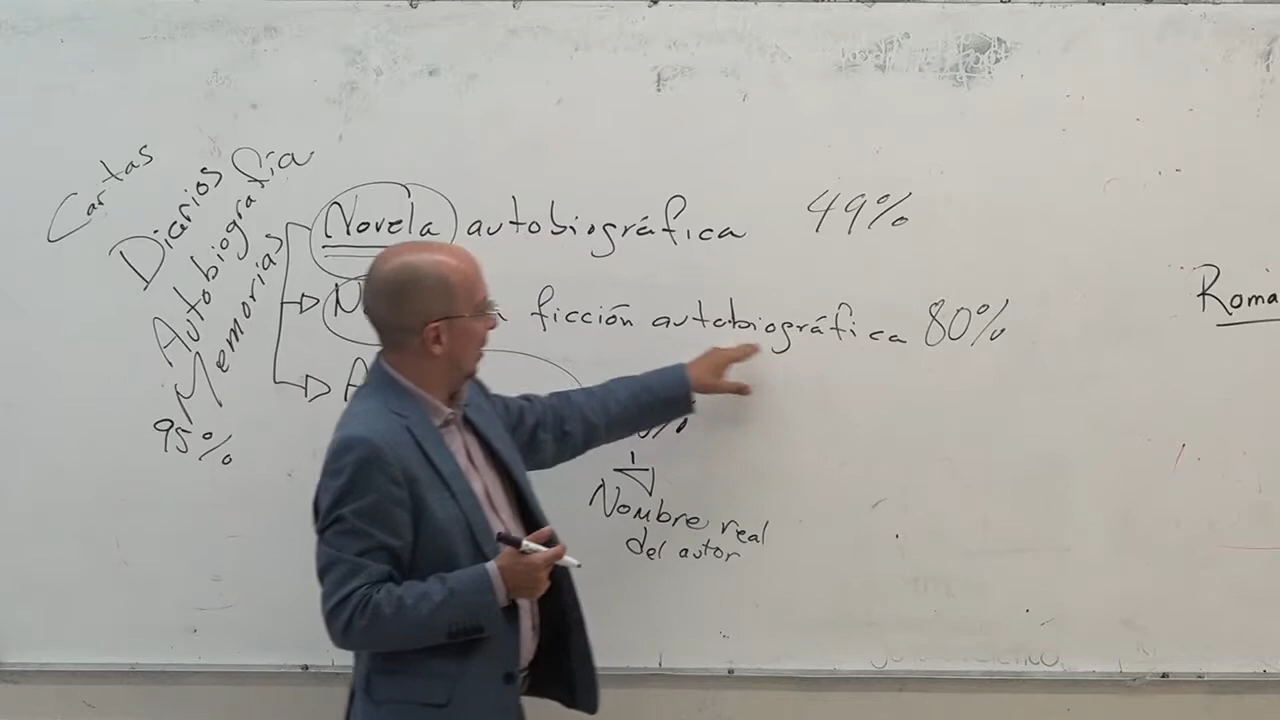 Cartas
Diarios
Autobiografía
Memorias
95%
Novela autobiográfica 49%
ficción autobiográfica 80%
Nombre real
del autor
Roma